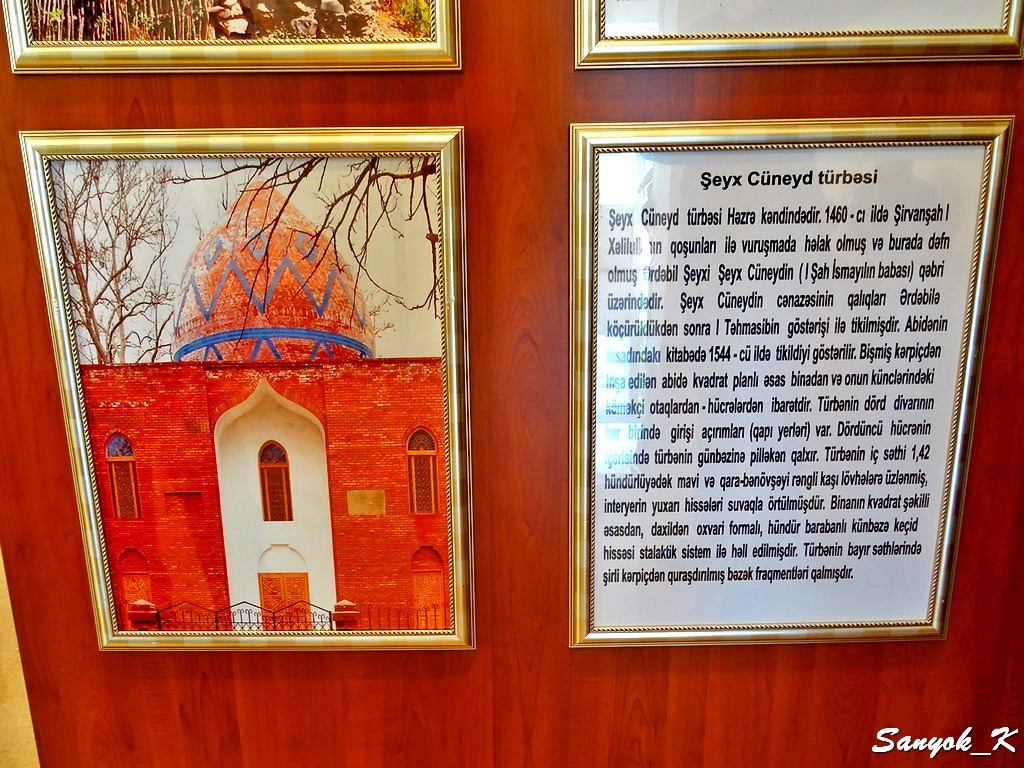 Şeyx Cüneyd türbəsi
Şeyx Cüneyd türbəsi Həzrə kəndindədir. 1460 - cı ildə Şirvanşah I
qoşunları ilə vuruşmada həlak olmuş və burada dəfn
olmuş Ərdəbil Şeyxi Şeyx Cüneydin ( I Şah İsmayılın babası) qəbri
üzərindədir. Şeyx Cüneydin cənazəsinin qalıqları Ərdəbilə
köçürüldükdən sonra I Təhmasibin göstərişi ilə tikilmişdir. Abidənin
fasadındakı kitabədə 1544 - cü ildə tikildiyi göstərilir. Bişmiş kərpicdən
inşa edilən abidə kvadrat planlı əsas binadan və onun künclərindəki
köməkçi otaqlardan - hücrələrdən ibarətdir. Türbənin dörd divarının
hər birində girişi açırımları (qapı yerləri) var. Dördüncü hücrənin
içərisində türbənin günbəzinə pilləkən qalxır. Türbənin iç səthi 1,42
hündürlüyədək mavi və qara-bənövşəyi rəngli kaşı lövhələrə üzlənmiş,
interyerin yuxarı hissələri suvaqla örtülmüşdür. Binanın kvadrat şəkilli
əsasdan, daxildən oxvari formalı, hündür barabanlı künbəzə keçid
hissəsi stalaktik sistem ilə həll edilmişdir. Türbənin bayır səthlərində
şirli kərpicdən quraşdırılmış bəzək fraqmentləri qalmışdır.
Sanyok_K